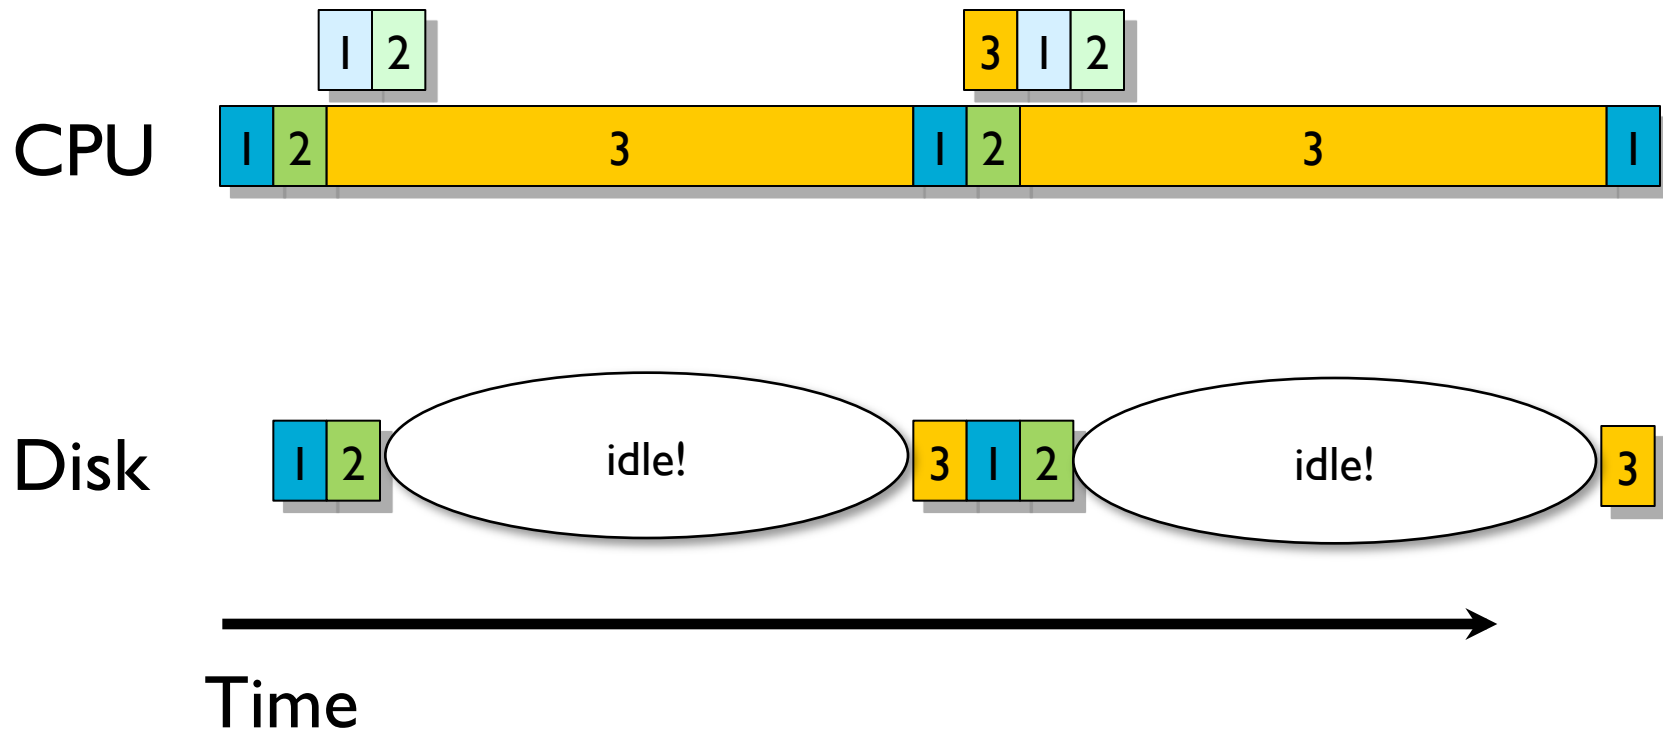 1 2 3 1 2
CPU 1 2 3 1 2 3 1
Disk 1 2 idle! 3 1 2 idle! 3
Time